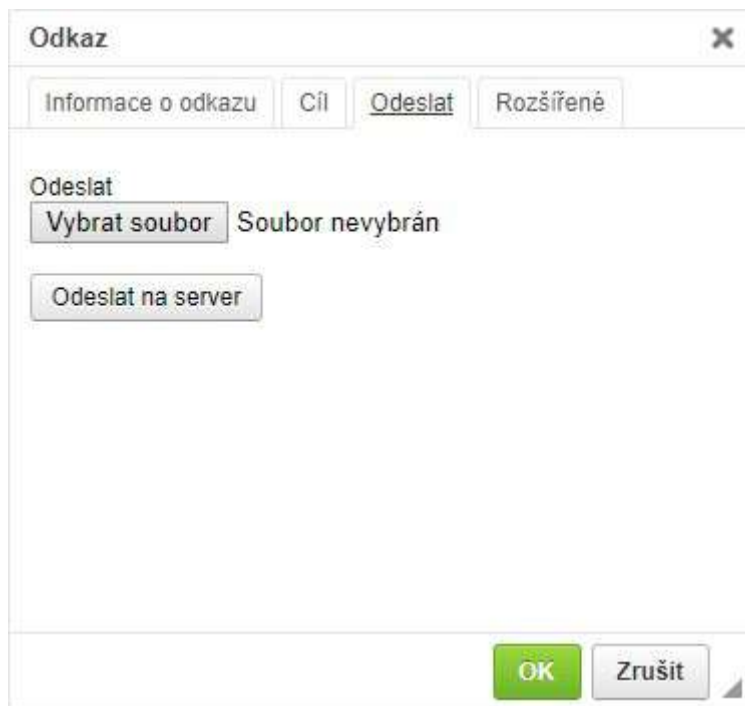 Odkaz
Informace o odkazu Cíl Odeslat Rozšířené
Odeslat
Vybrat soubor Soubor nevybrán
Odeslat na server
OK Zrušit